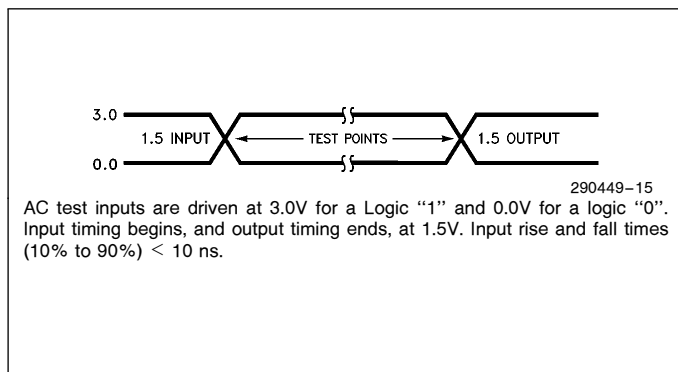 3.0
1.5 INPUT TEST POINTS 1.5 OUTPUT
0.0
290449–15
AC test inputs are driven at 3.0V for a Logic “1” and 0.0V for a logic “0”.
Input timing begins, and output timing ends, at 1.5V. Input rise and fall times
(10% to 90%) < 10 ns.